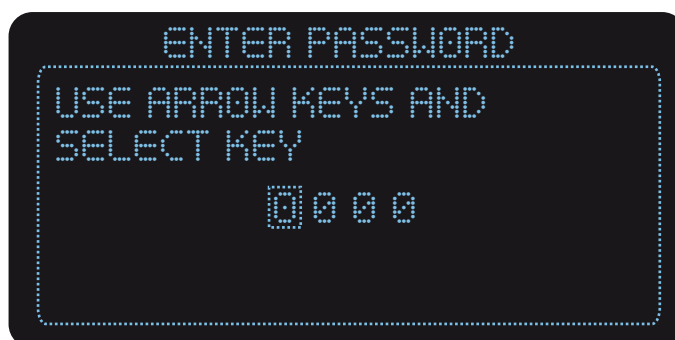 ENTER PASSWORD
USE ARROW KEYS AND
SELECT KEY
0 0 0 0